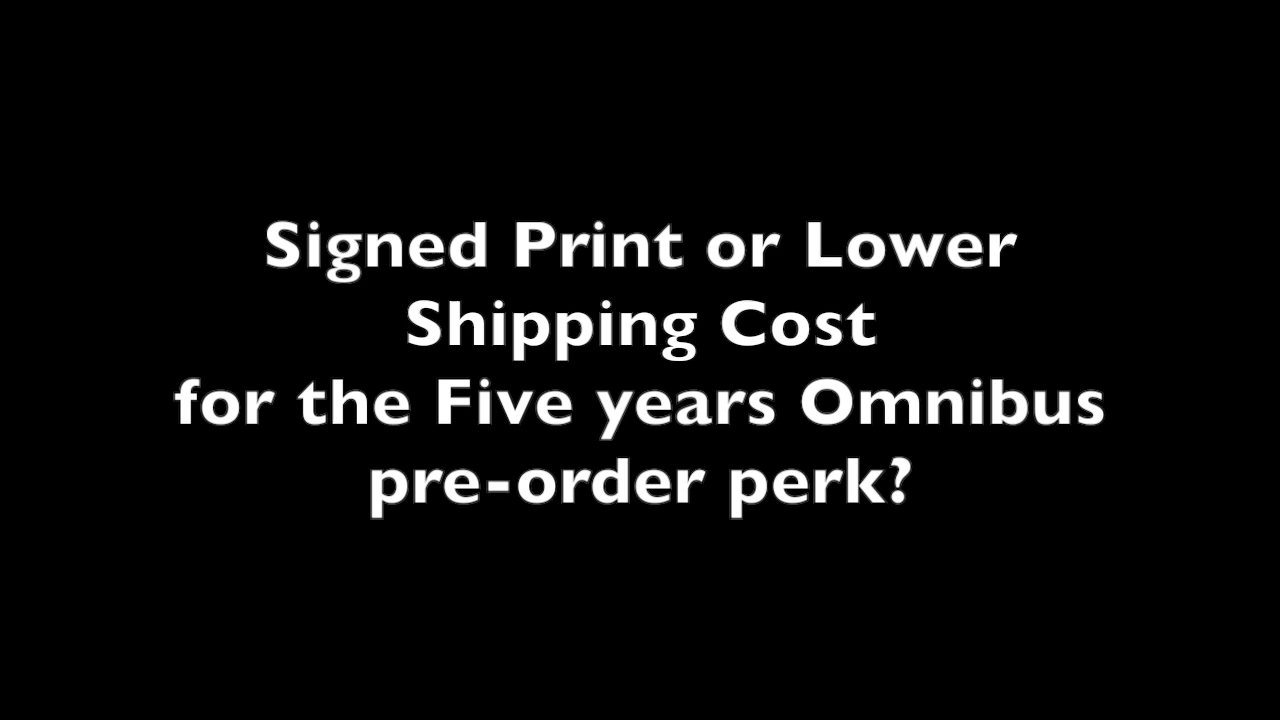 Signed Print or Lower
Shipping Cost
for the Five years Omnibus
pre-order perk?